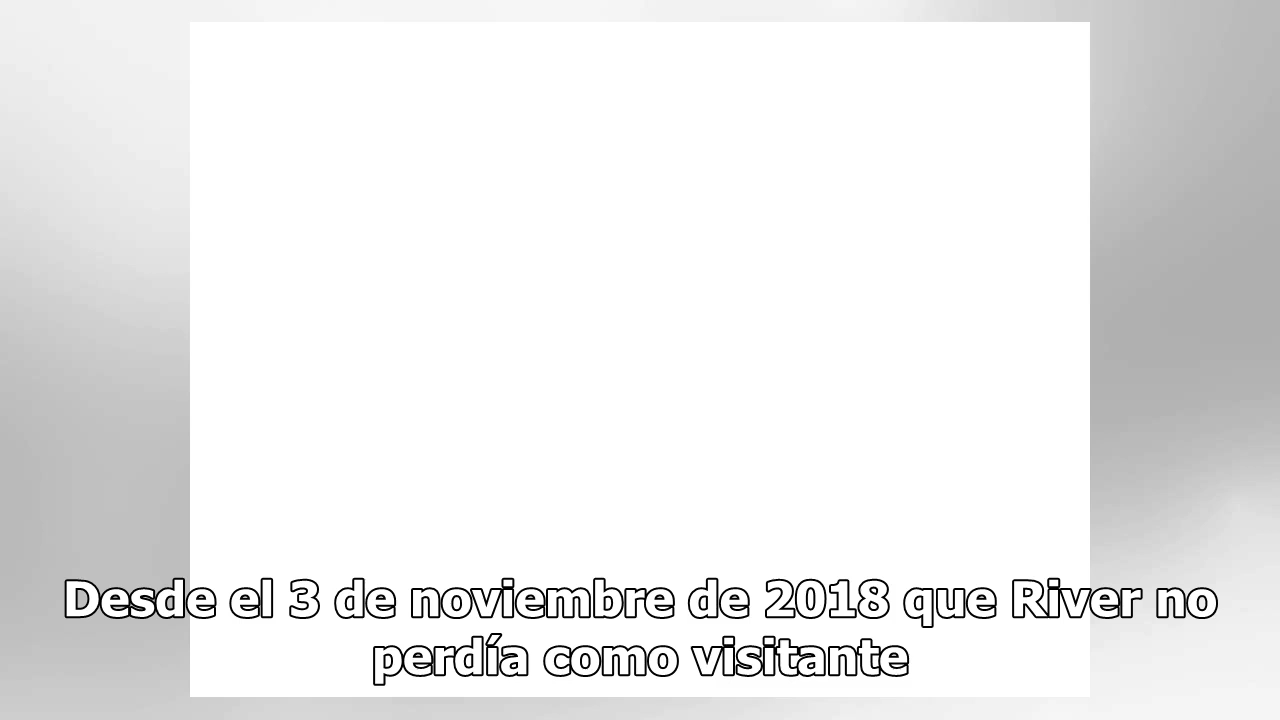 Desde el 3 de noviembre de 2018 que River no
perdía como visitante